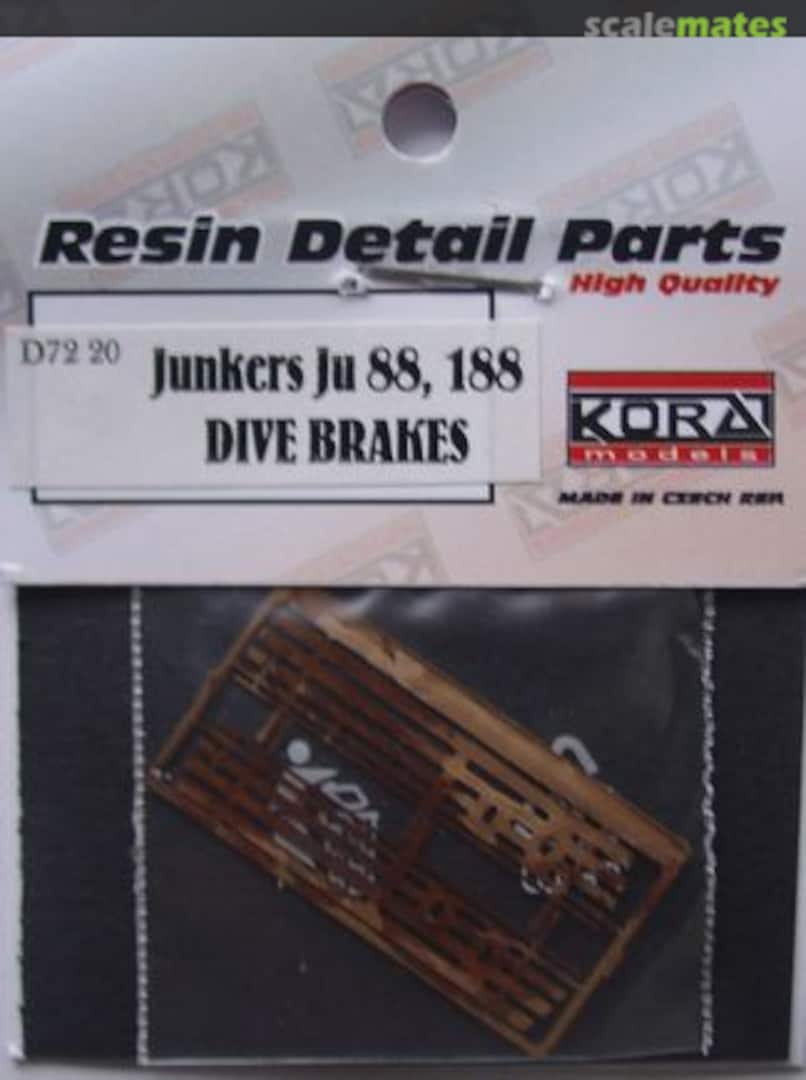 scalemates
Resin Detail Parts
High Quality
D72 20
Junkers Ju 88, 188
DIVE BRAKES
KORA
models
MADE IN CZECH REP.